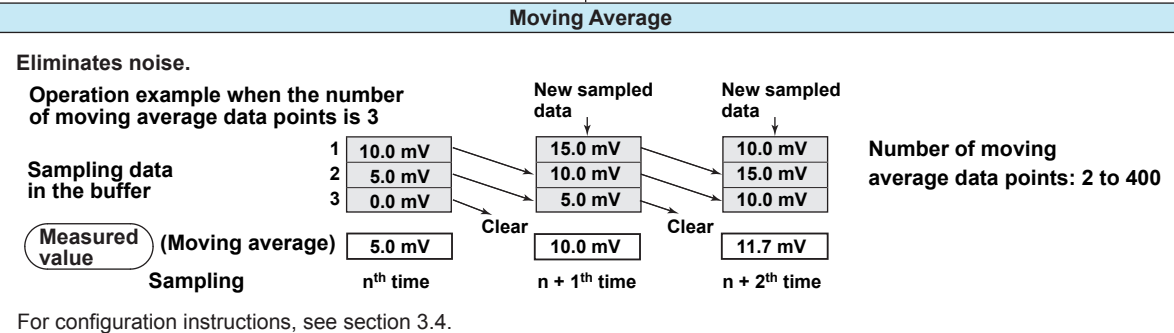 Moving Average
Eliminates noise.
Operation example when the number
of moving average data points is 3
New sampled
data
New sampled
data
Sampling data
in the buffer
1 10.0 mV
2 5.0 mV
3 0.0 mV
15.0 mV
10.0 mV
5.0 mV
10.0 mV
15.0 mV
10.0 mV
Number of moving
average data points: 2 to 400
Clear
Clear
Measured
value
(Moving average) 5.0 mV 10.0 mV 11.7 mV
Sampling nth time n + 1th time n + 2th time
For configuration instructions, see section 3.4.